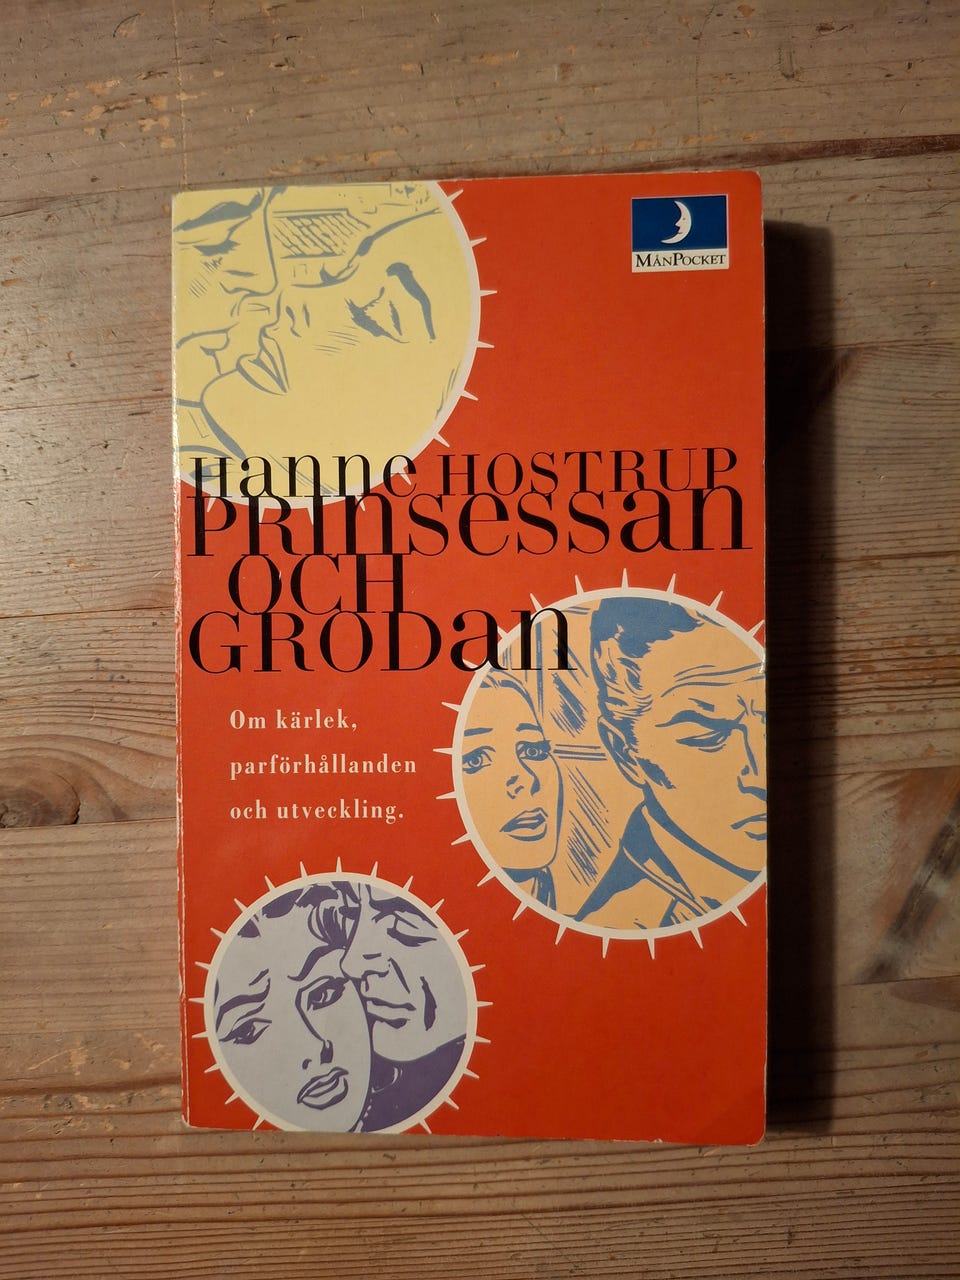 MÅNPOCKET
Hanne HOSTRUP
PRInsessan
OCH
GRODan
Om kärlek,
parförhållanden
och utveckling.